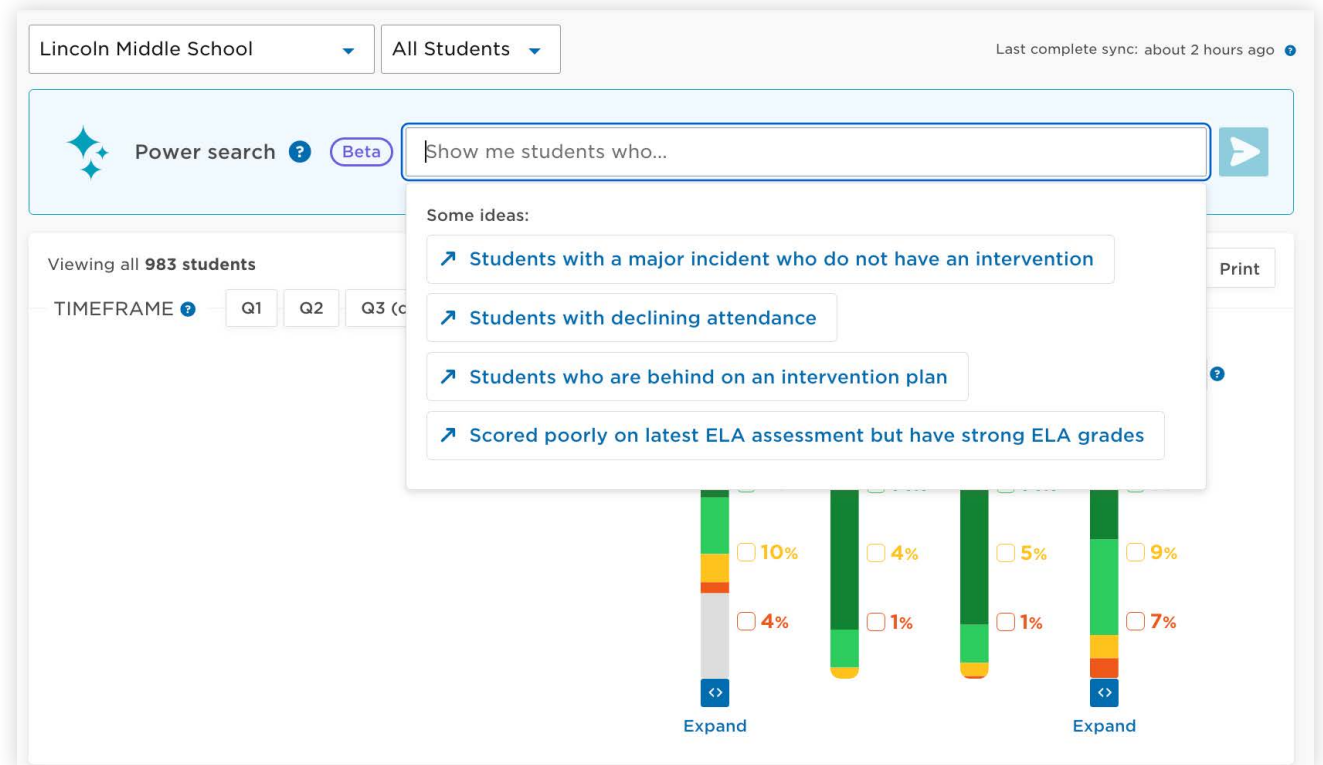 Lincoln Middle School
All Students
Last complete sync: about 2 hours ago ?
Power search ? Beta
Show me students who...
Some ideas:
Students with a major incident who do not have an intervention
Students with declining attendance
Students who are behind on an intervention plan
Scored poorly on latest ELA assessment but have strong ELA grades
Viewing all 983 students
Print
TIMEFRAME ? Q1 Q2 Q3
?
10% 4% 5% 9%
4% 1% 1% 7%
Expand Expand